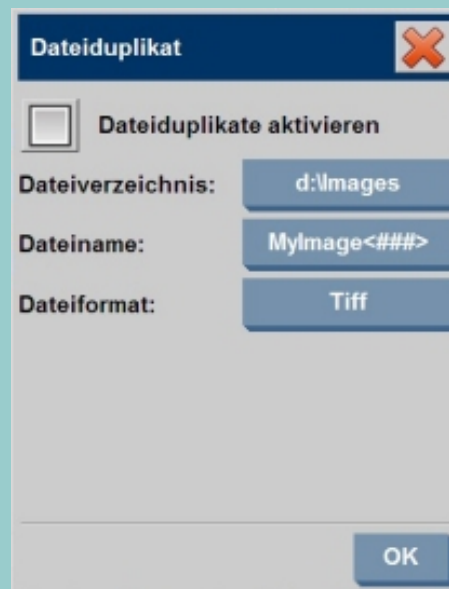 Dateiduplikat
Dateiduplikate aktivieren
Dateiverzeichnis: d:\Images
Dateiname: MyImage<###>
Dateiformat: Tiff
OK